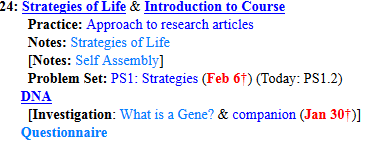 24: Strategies of Life & Introduction to Course
Practice: Approach to research articles
Notes: Strategies of Life
[Notes: Self Assembly]
Problem Set: PS1: Strategies (Feb 6†) (Today: PS1.2)
DNA
[Investigation: What is a Gene? & companion (Jan 30†)]
Questionnaire